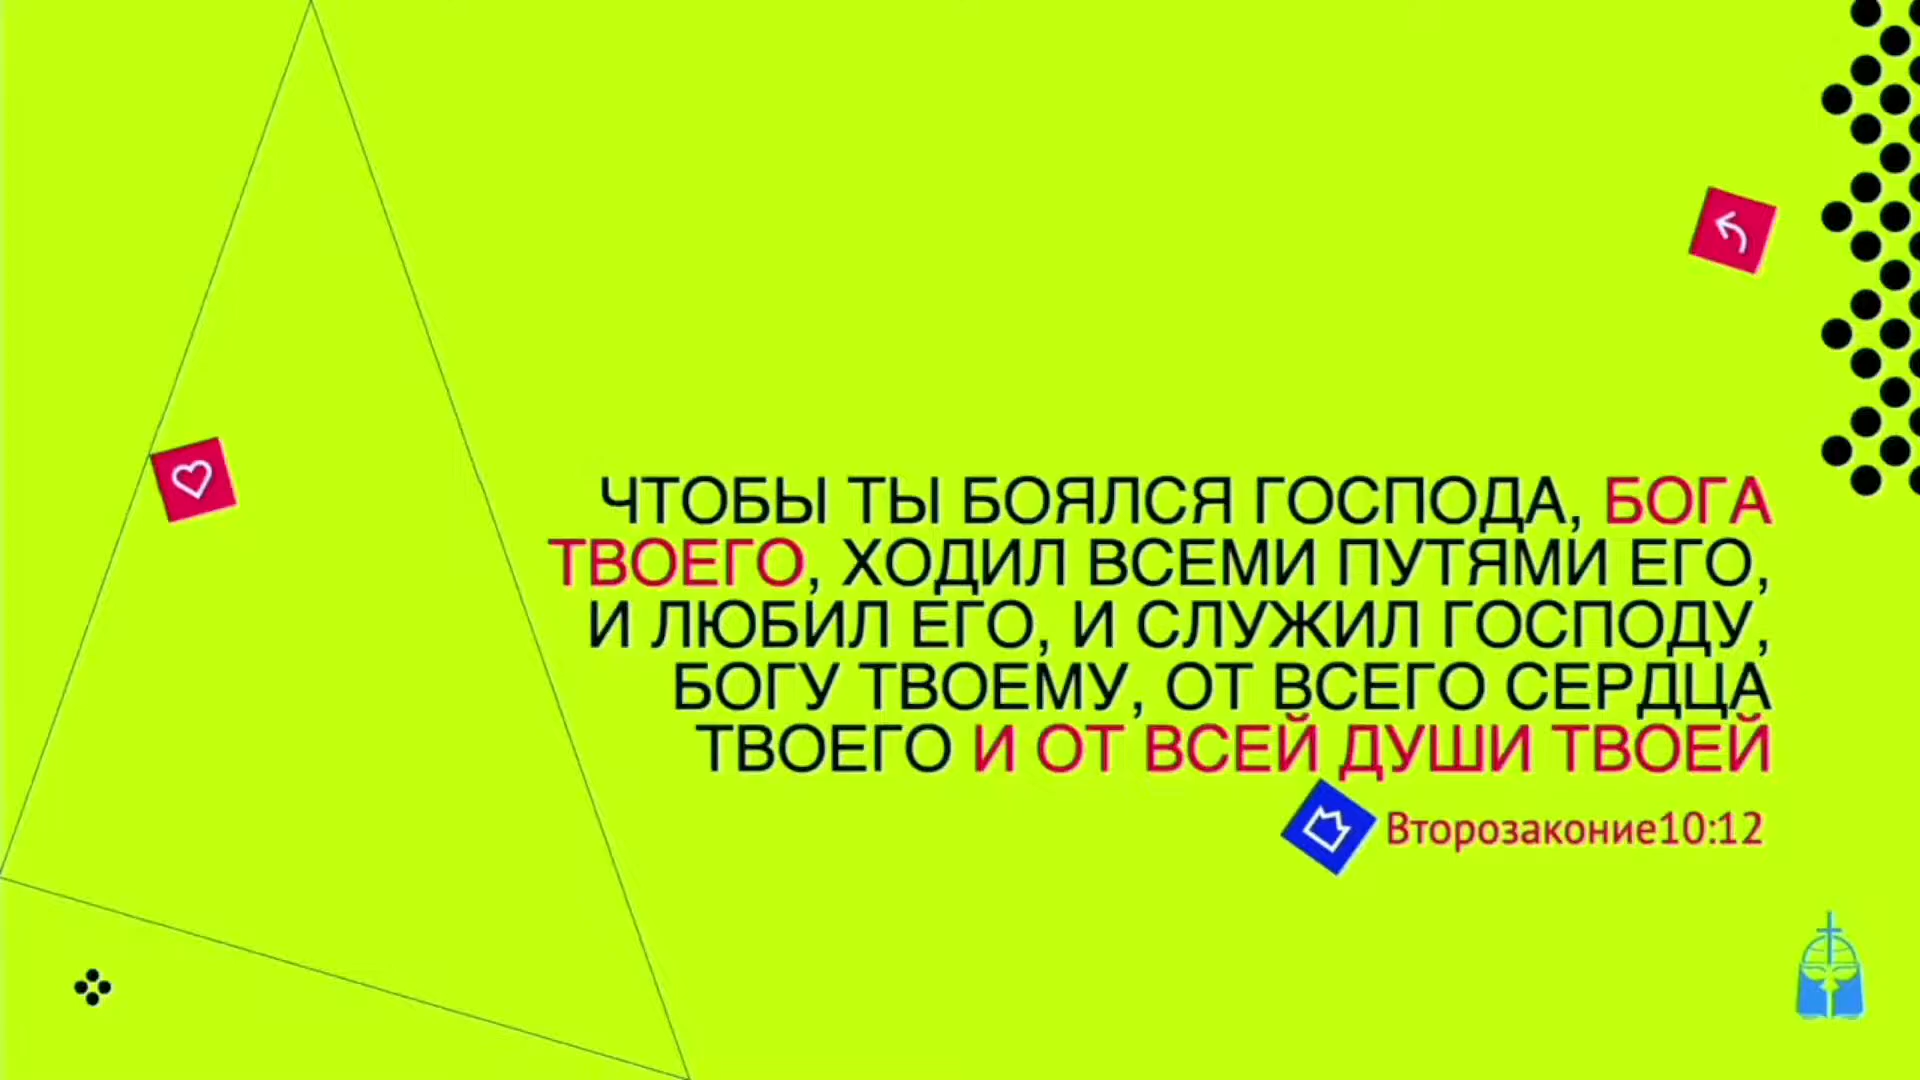 ЧТОБЫ ТЫ БОЯЛСЯ ГОСПОДА, БОГА
ТВОЕГО, ХОДИЛ ВСЕМИ ПУТЯМИ ЕГО,
И ЛЮБИЛ ЕГО, И СЛУЖИЛ ГОСПОДУ,
БОГУ ТВОЕМУ, ОТ ВСЕГО СЕРДЦА
ТВОЕГО И ОТ ВСЕЙ ДУШИ ТВОЕЙ
Второзаконие10:12